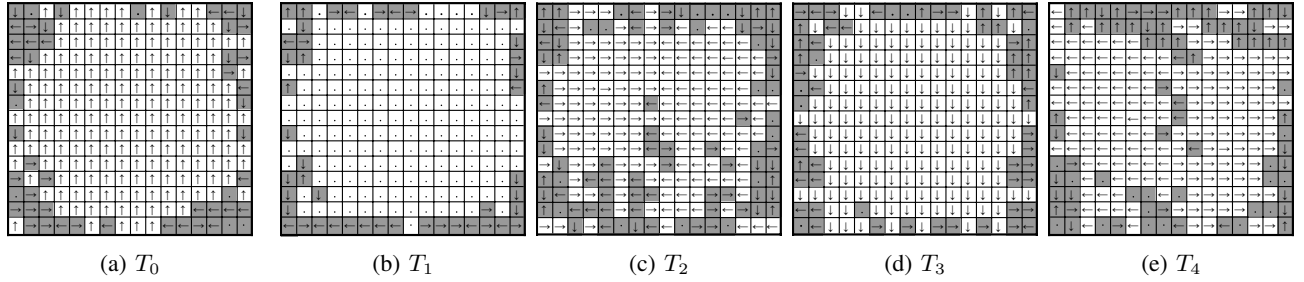 (a) T₀
(b) T₁
(c) T₂
(d) T₃
(e) T₄